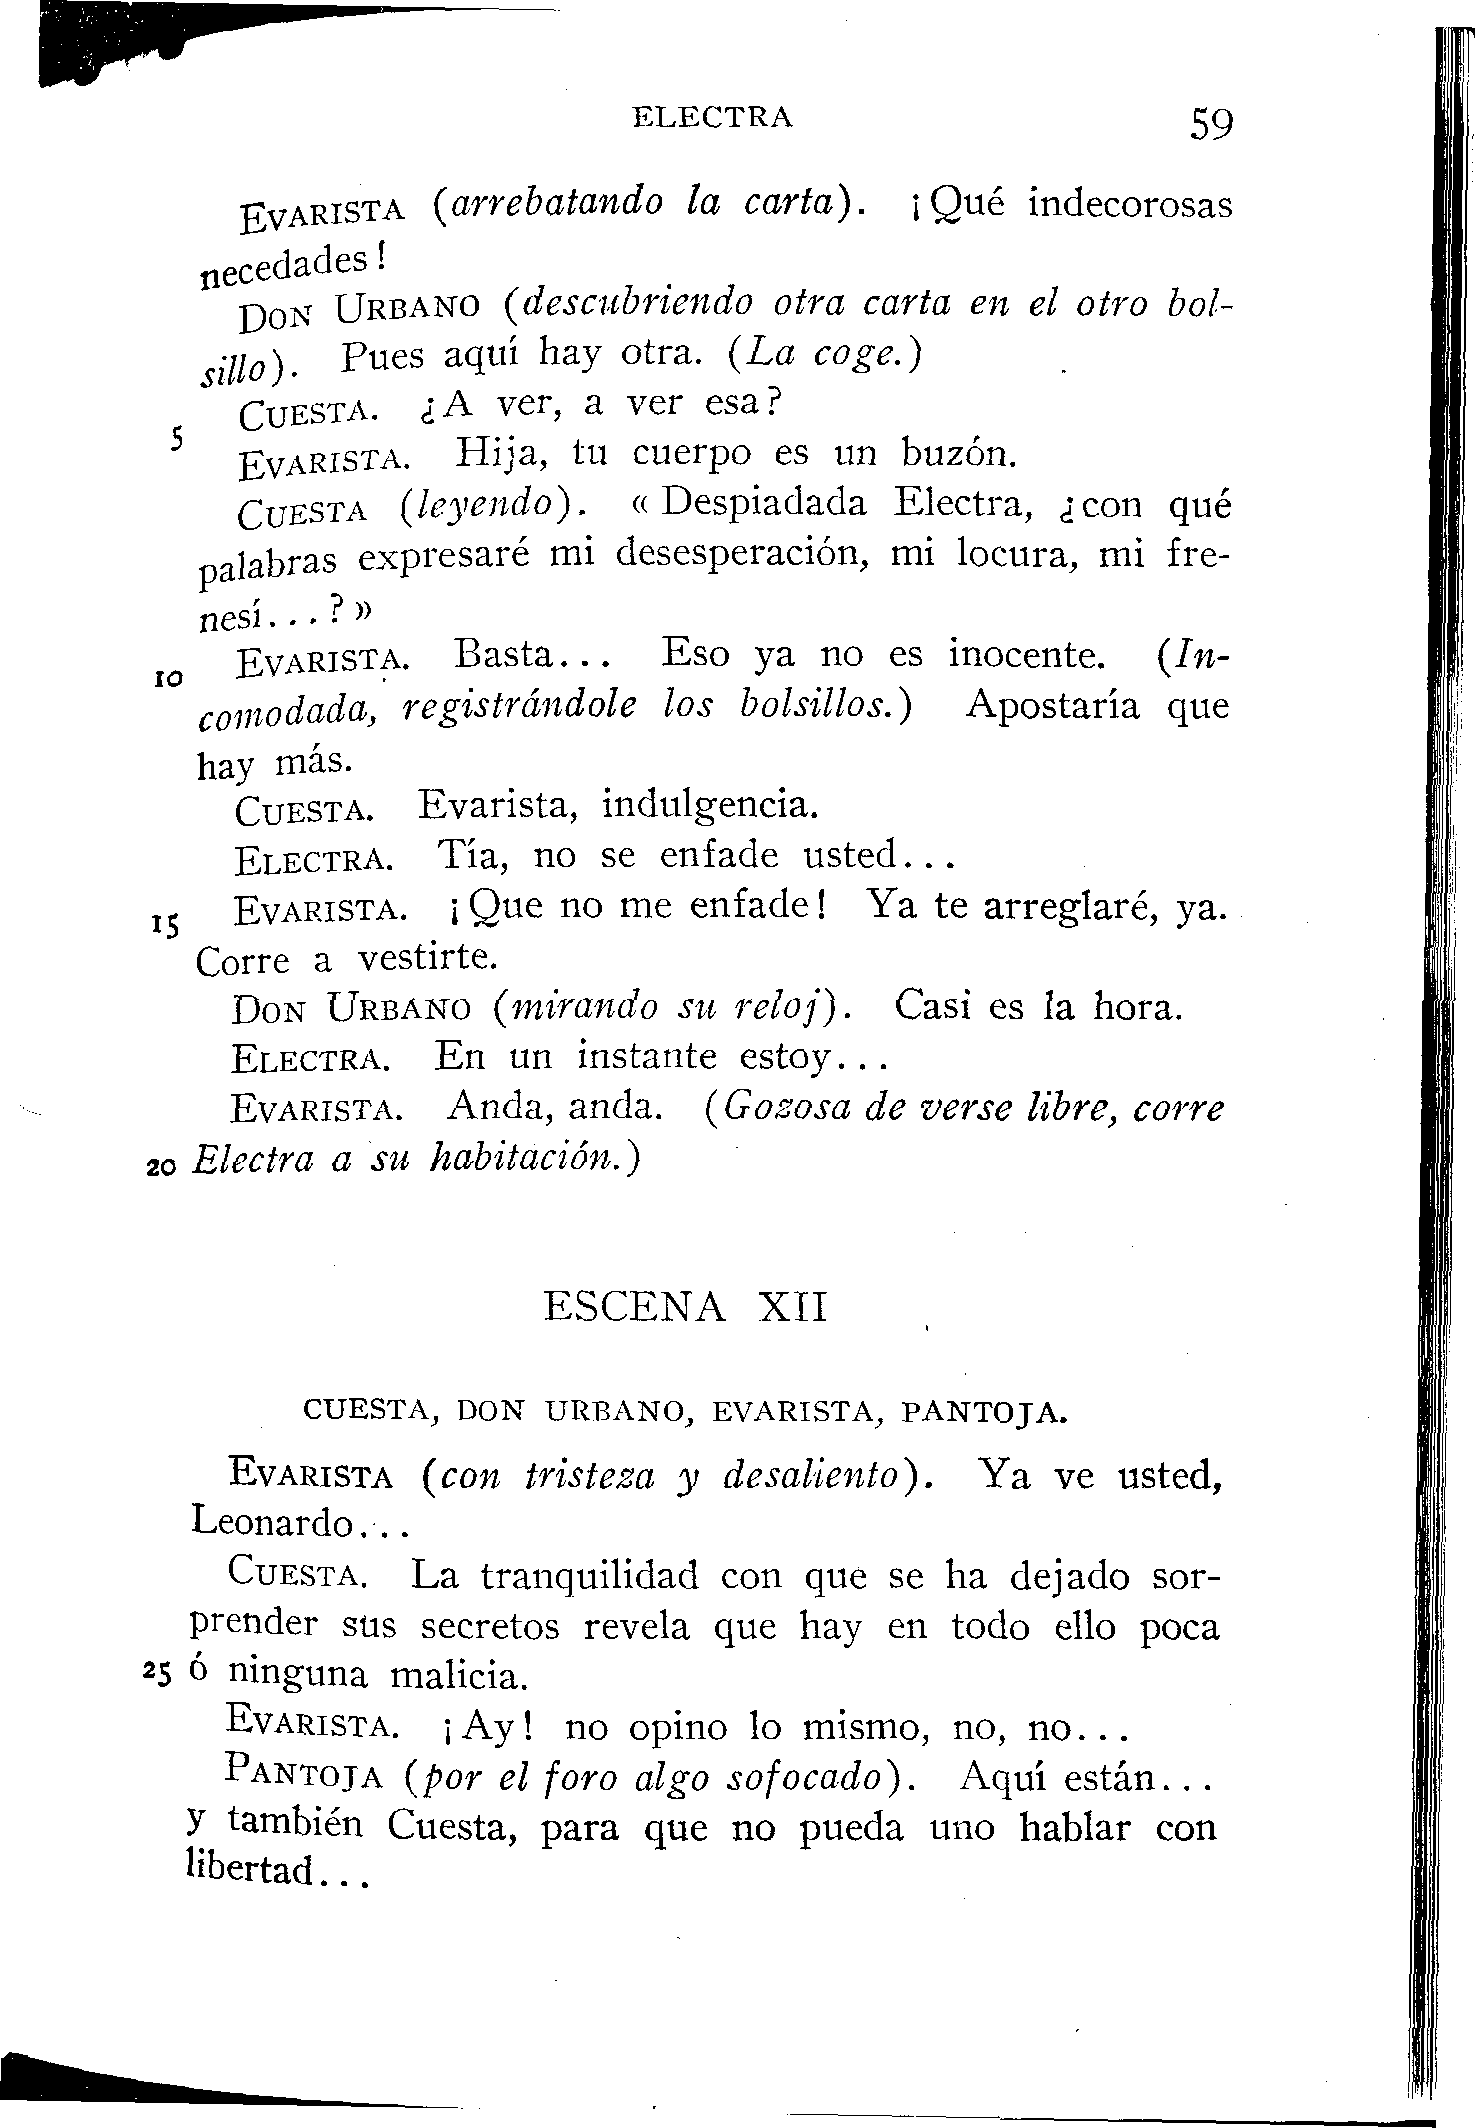 ELECTRA 59
EVARISTA (arrebatando la carta). ¡Qué indecorosas
necedades!
DON URBANO (descubriendo otra carta en el otro bol-
sillo). Pues aquí hay otra. (La coge.)
5 CUESTA. ¿A ver, a ver esa?
EVARISTA. Hija, tu cuerpo es un buzón.
CUESTA (leyendo). « Despiadada Electra, ¿con qué
palabras expresaré mi desesperación, mi locura, mi fre-
nesí...? »
10 EVARISTA. Basta... Eso ya no es inocente. (In-
comodada, registrándole los bolsillos.) Apostaría que
hay más.
CUESTA. Evarista, indulgencia.
ELECTRA. Tía, no se enfade usted...
15 EVARISTA. ¡Que no me enfade! Ya te arreglaré, ya.
Corre a vestirte.
DON URBANO (mirando su reloj). Casi es la hora.
ELECTRA. En un instante estoy...
EVARISTA. Anda, anda. (Gozosa de verse libre, corre
20 Electra a su habitación.)
ESCENA XII
CUESTA, DON URBANO, EVARISTA, PANTOJA.
EVARISTA (con tristeza y desaliento). Ya ve usted,
Leonardo...
CUESTA. La tranquilidad con que se ha dejado sor-
prender sus secretos revela que hay en todo ello poca
25 ó ninguna malicia.
EVARISTA. ¡Ay! no opino lo mismo, no, no...
PANTOJA (por el foro algo sofocado). Aquí están...
y también Cuesta, para que no pueda uno hablar con
libertad...